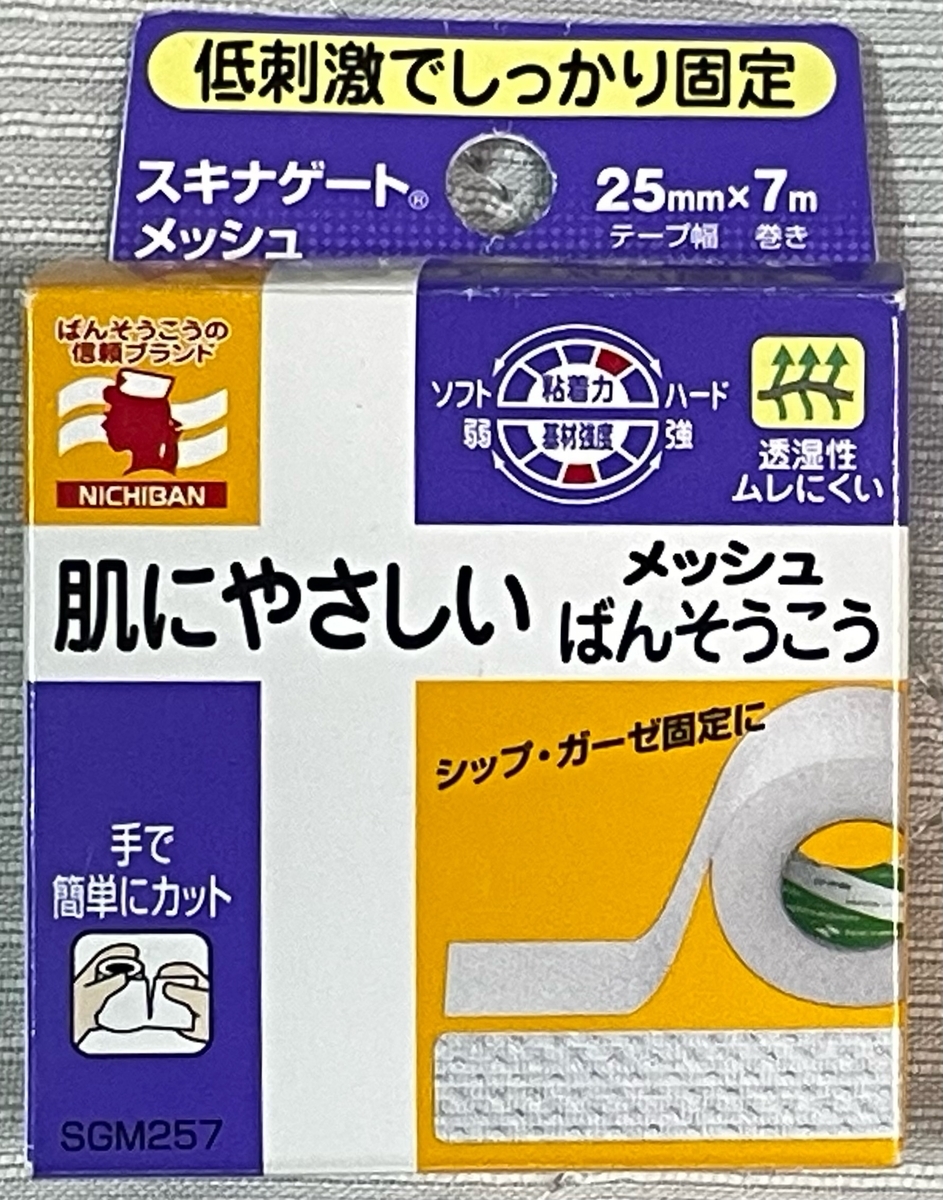 低刺激でしっかり固定
スキナゲート®
メッシュ
25mm×7m
テープ幅 巻き
ばんそうこうの
信頼ブランド
NICHIBAN
ソフト 粘着力 ハード
弱 基材強度 強
透湿性
ムレにくい
肌にやさしい
メッシュ
ばんそうこう
シップ・ガーゼ固定に
手で
簡単にカット
SGM257